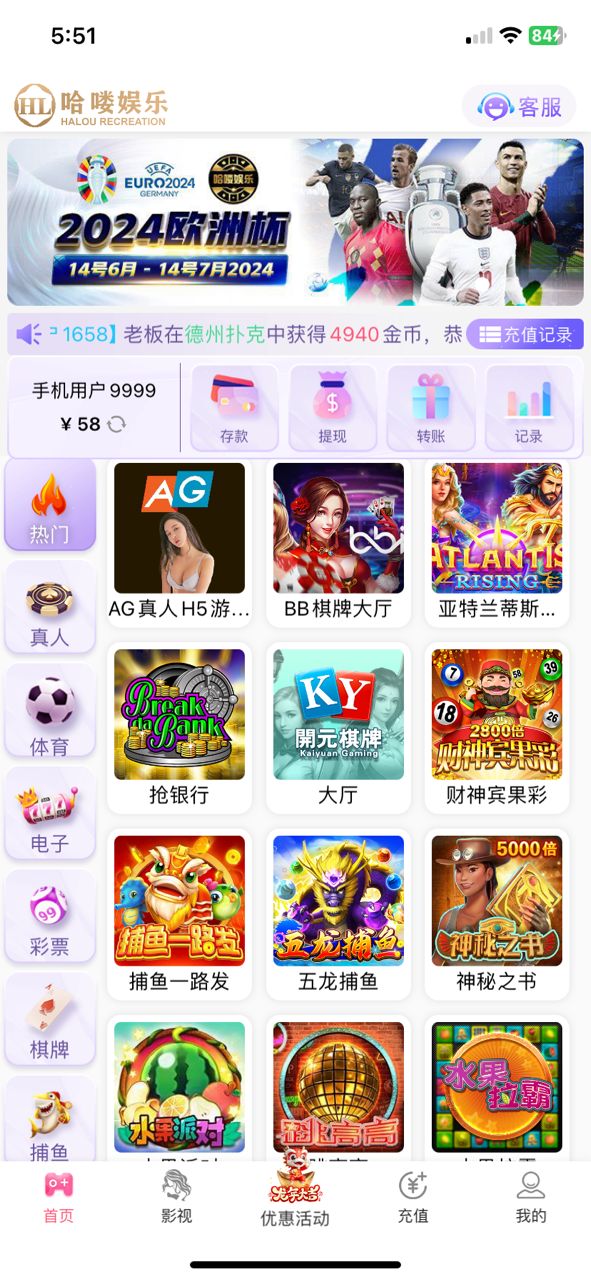 5:51
84
HL 哈喽娱乐
HALOU RECREATION
客服
UEFA
EURO2024
GERMANY
哈喽娱乐
2024欧洲杯
14号6月 - 14号7月2024
1658】老板在德州扑克中获得 4940 金币，恭
充值记录
手机用户9999
¥ 58
存款
提现
转账
记录
热门
真人
体育
电子
彩票
棋牌
捕鱼
AG
AG真人H5游...
BB棋牌大厅
ATLANTIS
RISING
亚特兰蒂斯...
Break
da Bank
抢银行
KY
開元棋牌
Kaiyuan Gaming
大厅
7
58
39
18
26
2800倍
财神宾果彩
财神宾果彩
捕鱼一路发
捕鱼一路发
五龙捕鱼
五龙捕鱼
5000倍
神秘之书
神秘之书
99
水果派对
跳高高
水果
拉霸
首页
影视
优惠活动
充值
我的